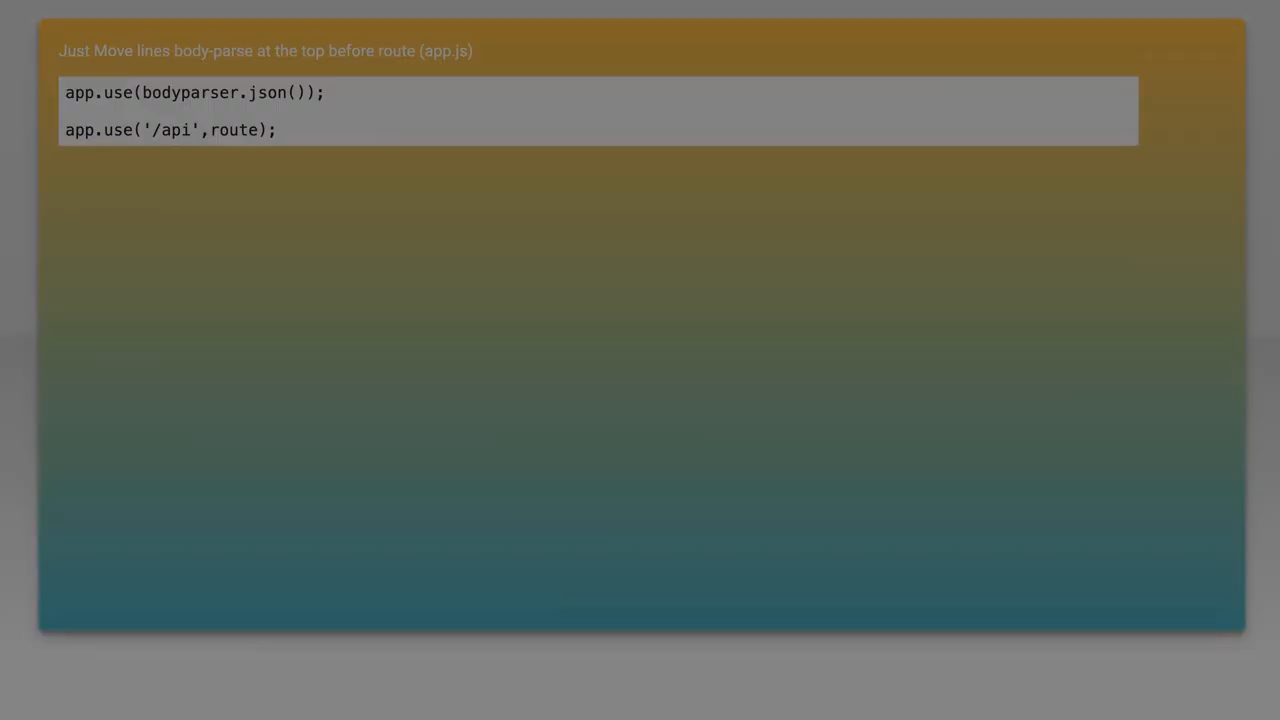 Just Move lines body-parse at the top before route (app.js)
app.use(bodyparser.json());
app.use('/api',route);